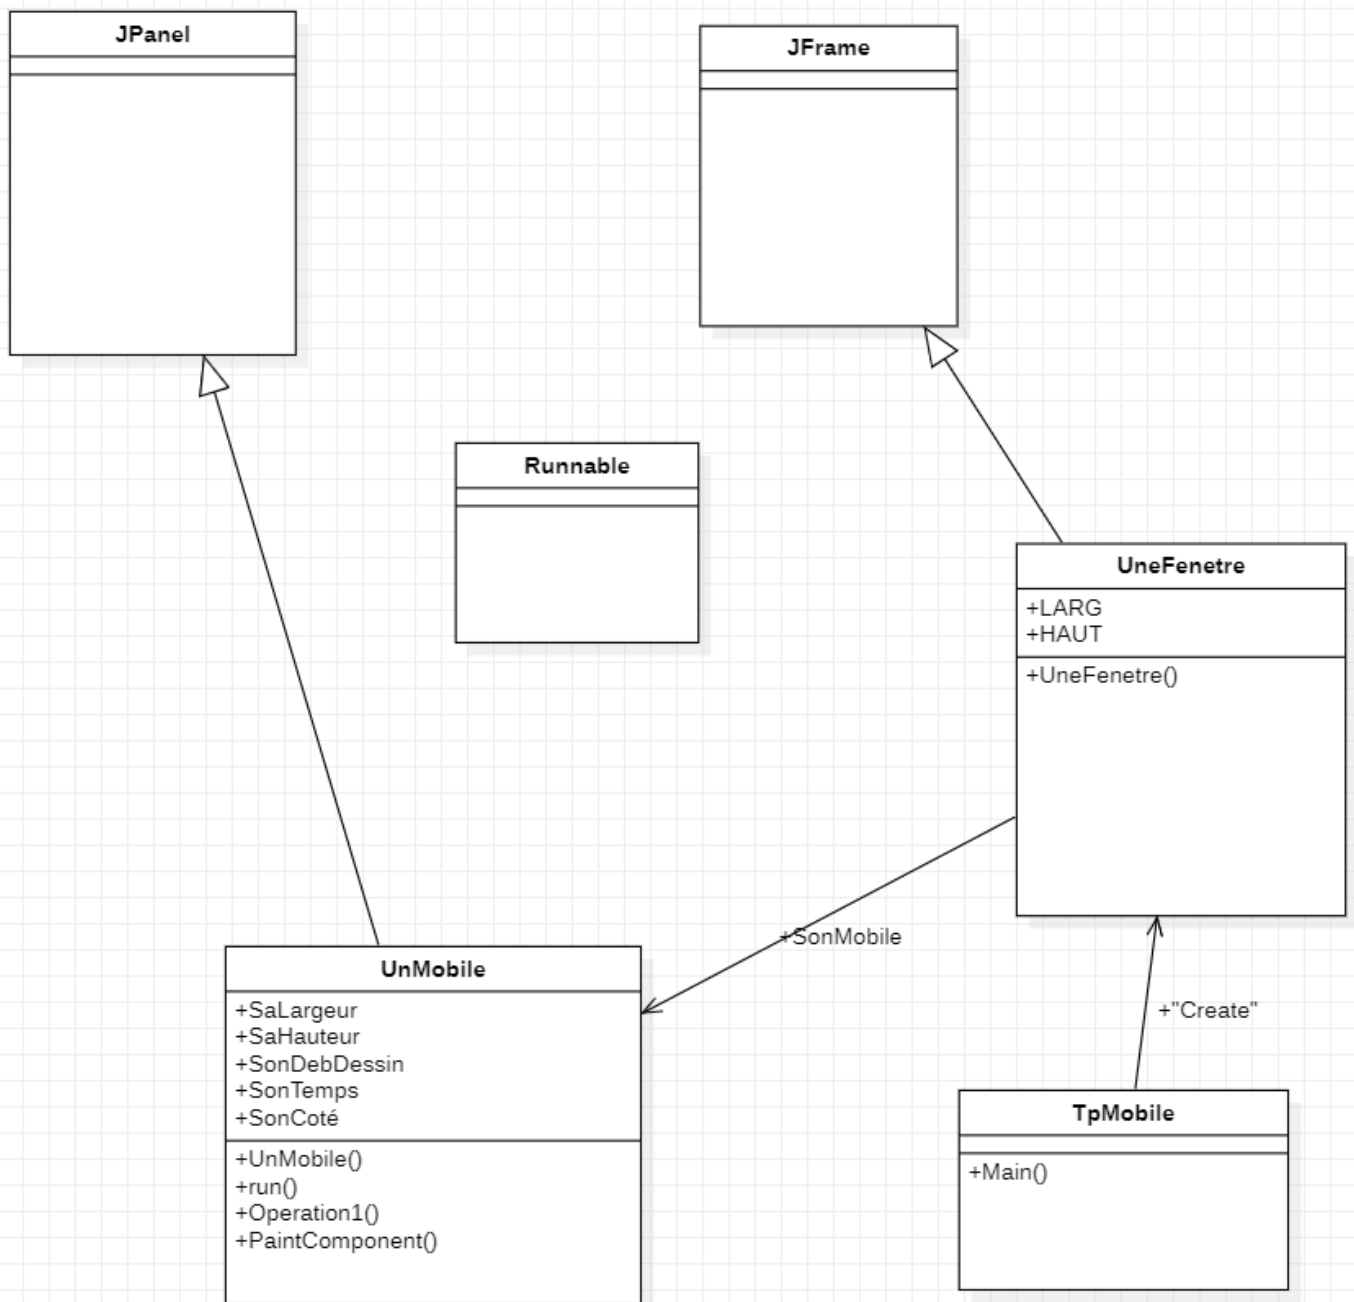 JPanel
JFrame
Runnable
UneFenetre
+LARG
+HAUT
+UneFenetre()
+SonMobile
UnMobile
+SaLargeur
+SaHauteur
+SonDebDessin
+SonTemps
+SonCoté
+UnMobile()
+run()
+Operation1()
+PaintComponent()
+"Create"
TpMobile
+Main()